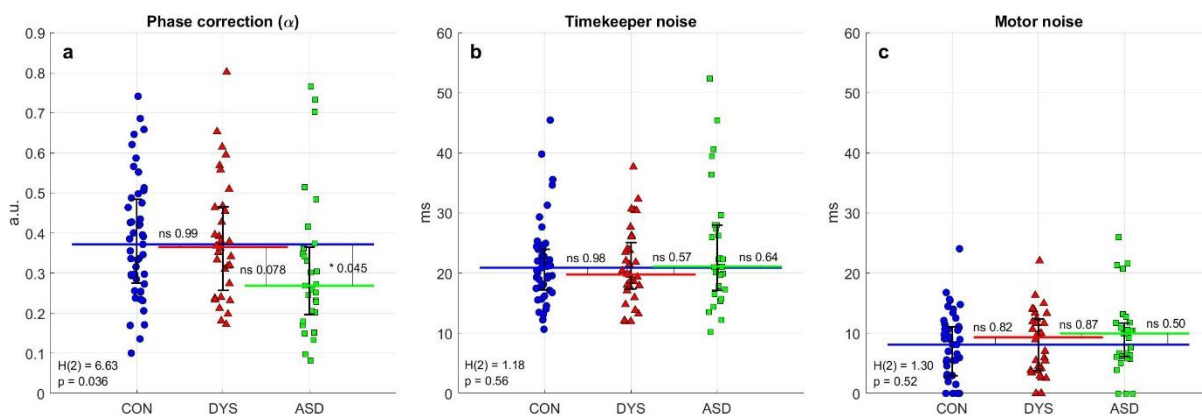 Phase correction (α)
a
a.u.
0.9
0.8
0.7
0.6
0.5
0.4
0.3
0.2
0.1
0
ns 0.99
ns 0.078
* 0.045
H(2) = 6.63
p = 0.036
CON DYS ASD
Timekeeper noise
b
ms
60
50
40
30
20
10
0
ns 0.98
ns 0.57
ns 0.64
H(2) = 1.18
p = 0.56
CON DYS ASD
Motor noise
c
ms
60
50
40
30
20
10
0
ns 0.82
ns 0.87
ns 0.50
H(2) = 1.30
p = 0.52
CON DYS ASD